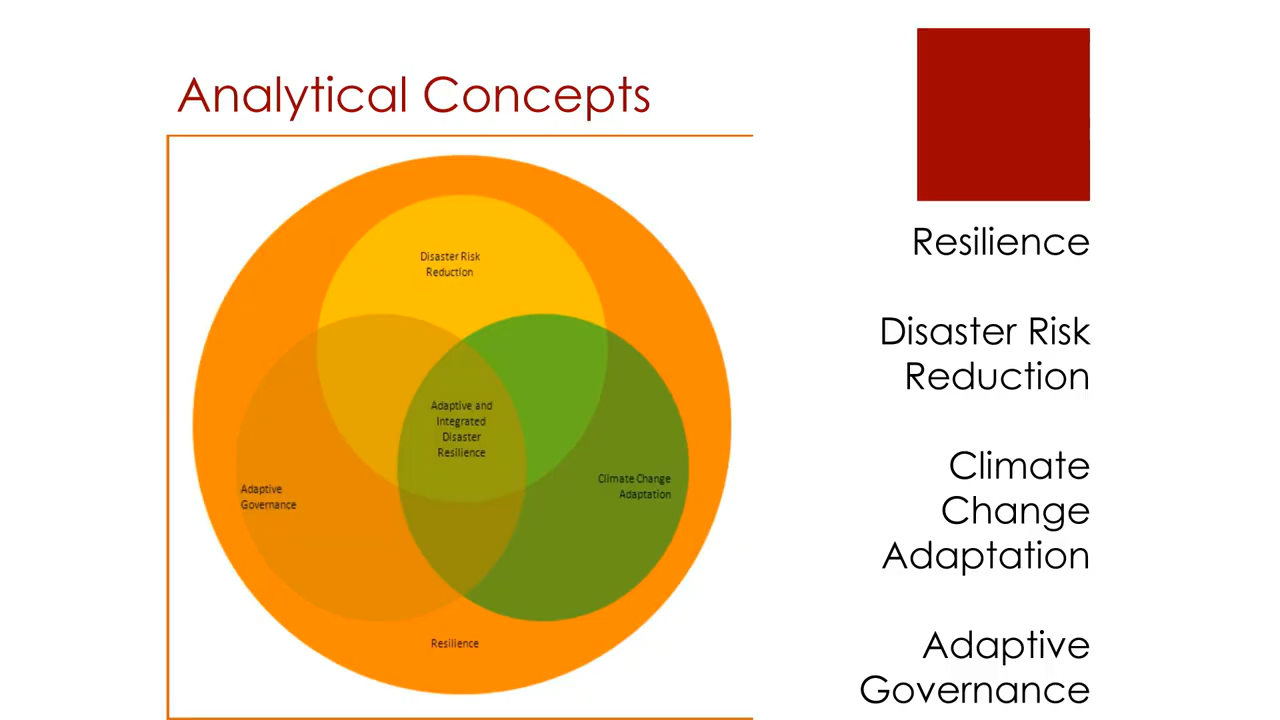 Analytical Concepts
Disaster Risk
Reduction
Adaptive and
Integrated
Disaster
Resilience
Climate Change
Adaptation
Adaptive
Governance
Resilience
Resilience
Disaster Risk
Reduction
Climate
Change
Adaptation
Adaptive
Governance